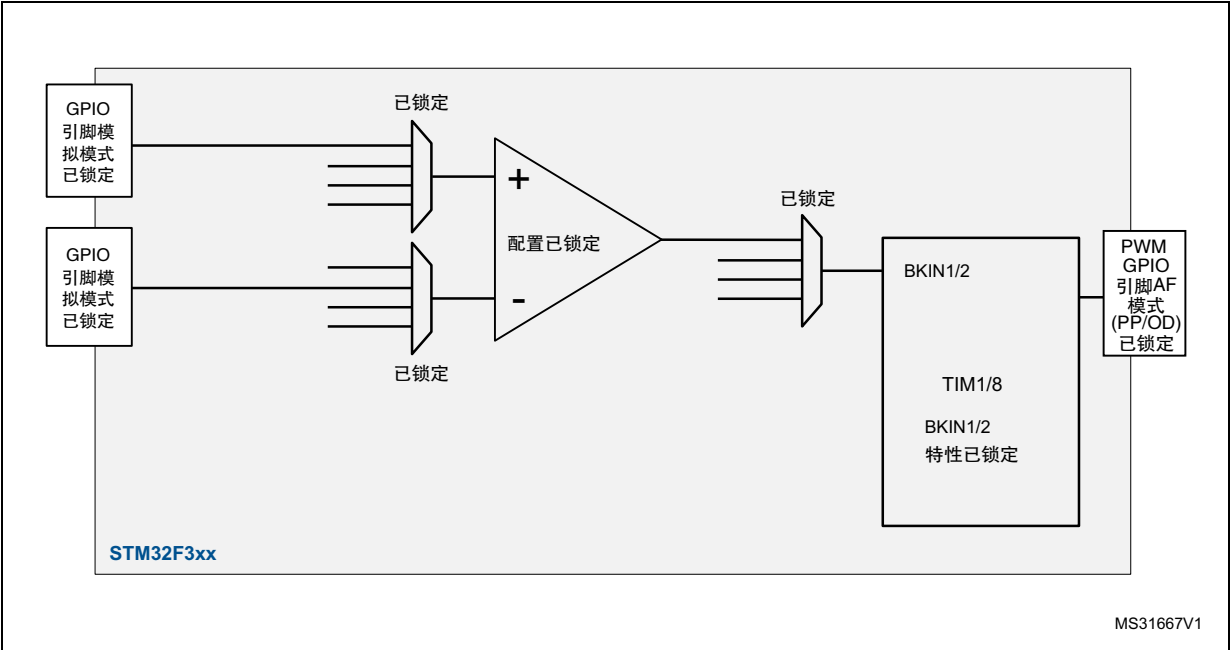 GPIO
引脚模
拟模式
已锁定
已锁定
+
GPIO
引脚模
拟模式
已锁定
-
已锁定
配置已锁定
已锁定
BKIN1/2
TIM1/8
BKIN1/2
特性已锁定
PWM
GPIO
引脚AF
模式
(PP/OD)
已锁定
STM32F3xx
MS31667V1